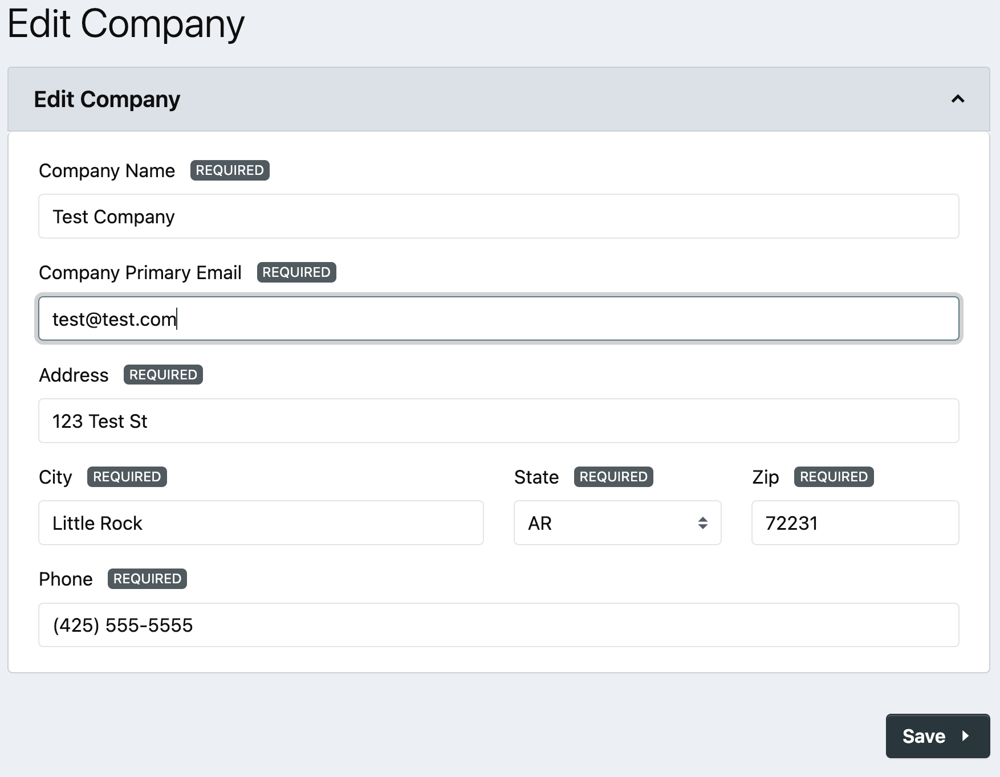 Edit Company
Edit Company
Company Name REQUIRED
Test Company
Company Primary Email REQUIRED
test@test.com
Address REQUIRED
123 Test St
City REQUIRED State REQUIRED Zip REQUIRED
Little Rock AR 72231
Phone REQUIRED
(425) 555-5555
Save